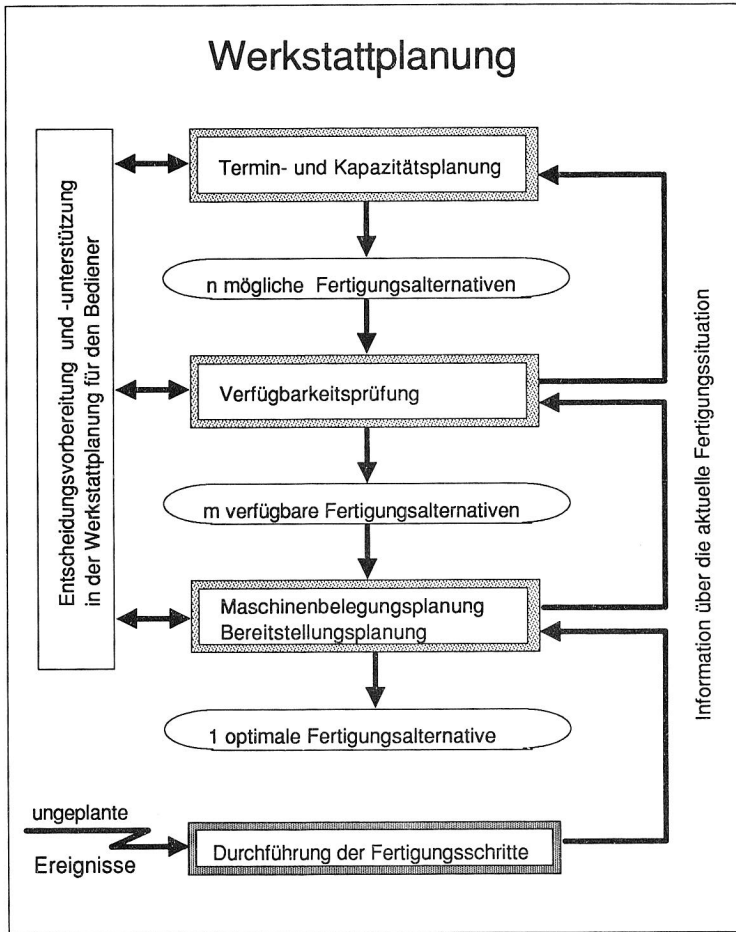 Werkstattplanung
Entscheidungsvorbereitung und -unterstützung
in der Werkstattplanung für den Bediener
Termin- und Kapazitätsplanung
n mögliche Fertigungsalternativen
Verfügbarkeitsprüfung
m verfügbare Fertigungsalternativen
Maschinenbelegungsplanung
Bereitstellungsplanung
1 optimale Fertigungsalternative
ungeplante
Ereignisse
Durchführung der Fertigungsschritte
Information über die aktuelle Fertigungssituation